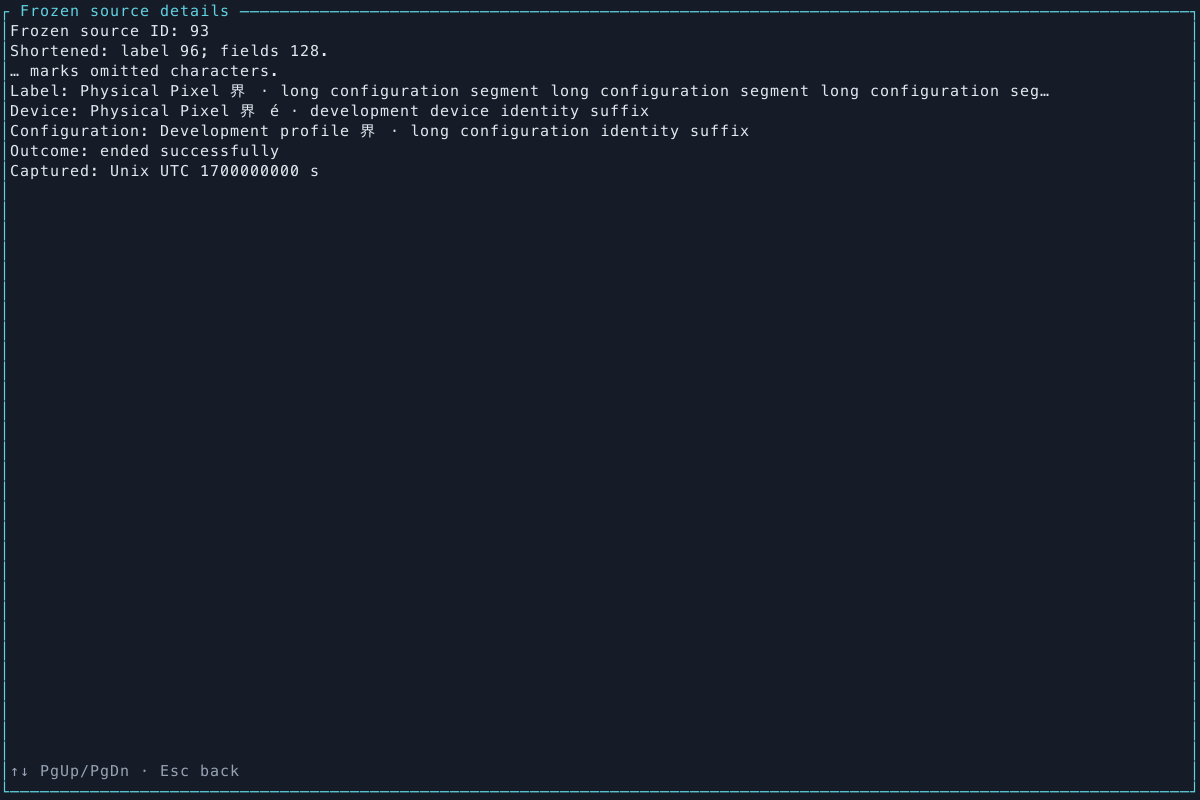 Frozen source details
Frozen source ID: 93
Shortened: label 96; fields 128.
… marks omitted characters.
Label: Physical Pixel 界 · long configuration segment long configuration segment long configuration seg…
Device: Physical Pixel 界 é · development device identity suffix
Configuration: Development profile 界 · long configuration identity suffix
Outcome: ended successfully
Captured: Unix UTC 1700000000 s
↑↓ PgUp/PgDn · Esc back